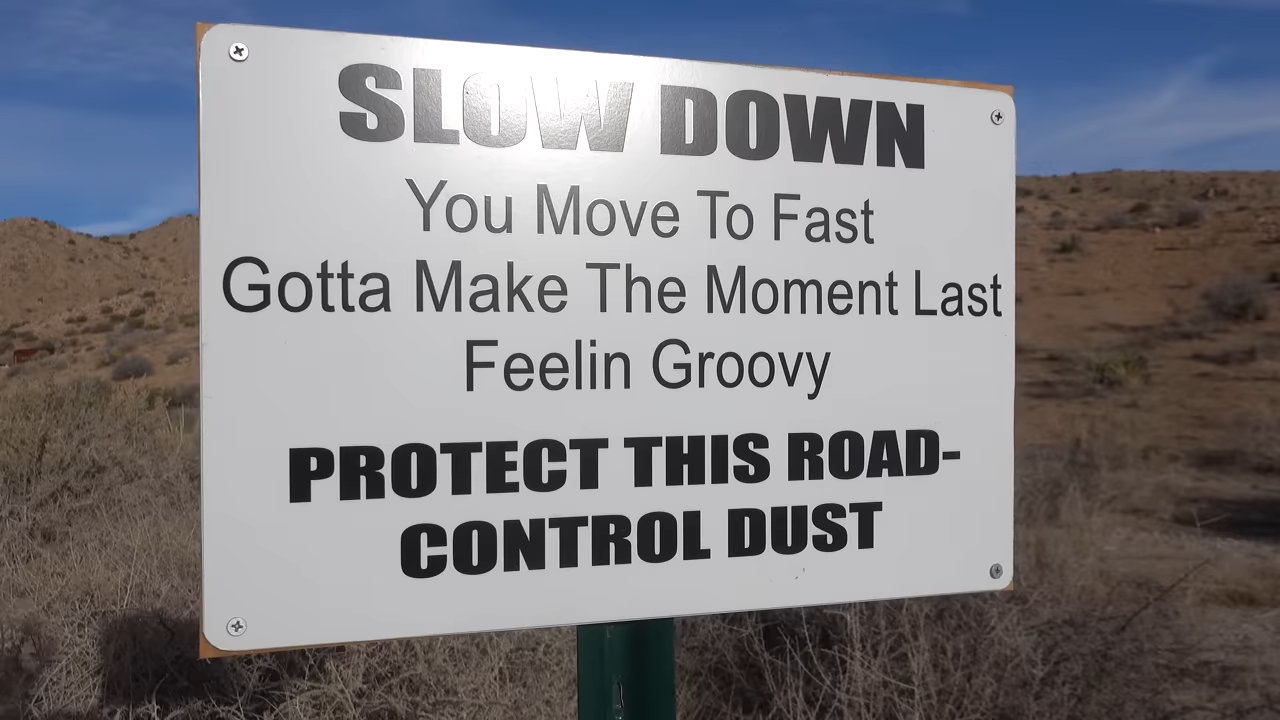 SLOW DOWN
You Move To Fast
Gotta Make The Moment Last
Feelin Groovy
PROTECT THIS ROAD-
CONTROL DUST